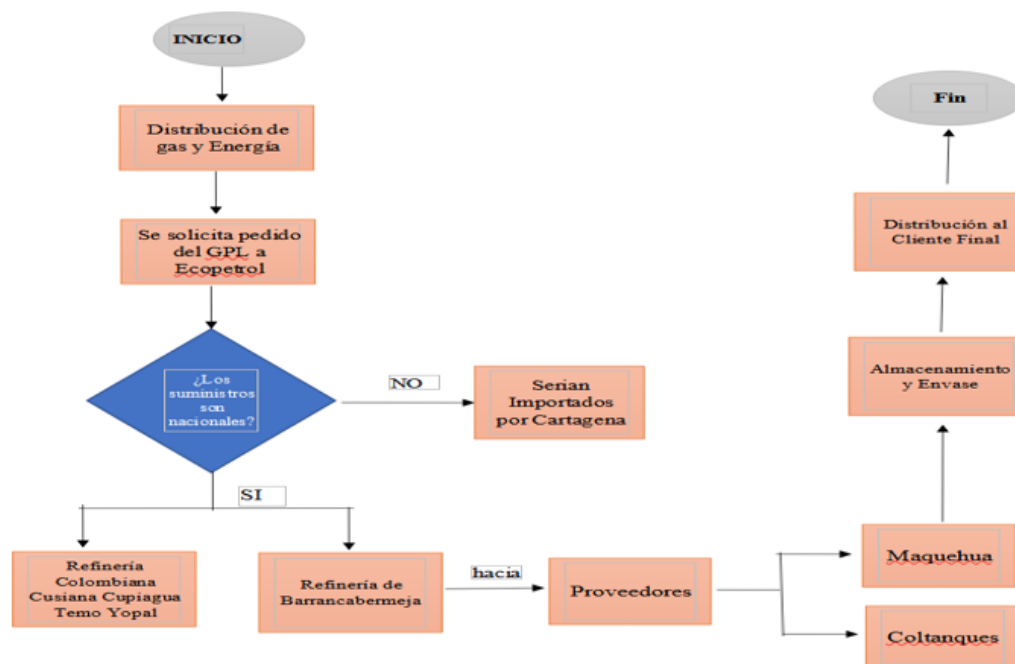 INICIO
Distribución de
gas y Energía
Se solicita pedido
del GPL a
Ecopetrol
¿Los
suministros
son
nacionales?
NO
Serian
Importados
por Cartagena
SI
Refinería
Colombiana
Cusiana Cupiagua
Temo Yopal
Refinería de
Barrancabermeja
hacia
Proveedores
Maquehua
Coltanques
Almacenamiento
y Envase
Distribución al
Cliente Final
Fin